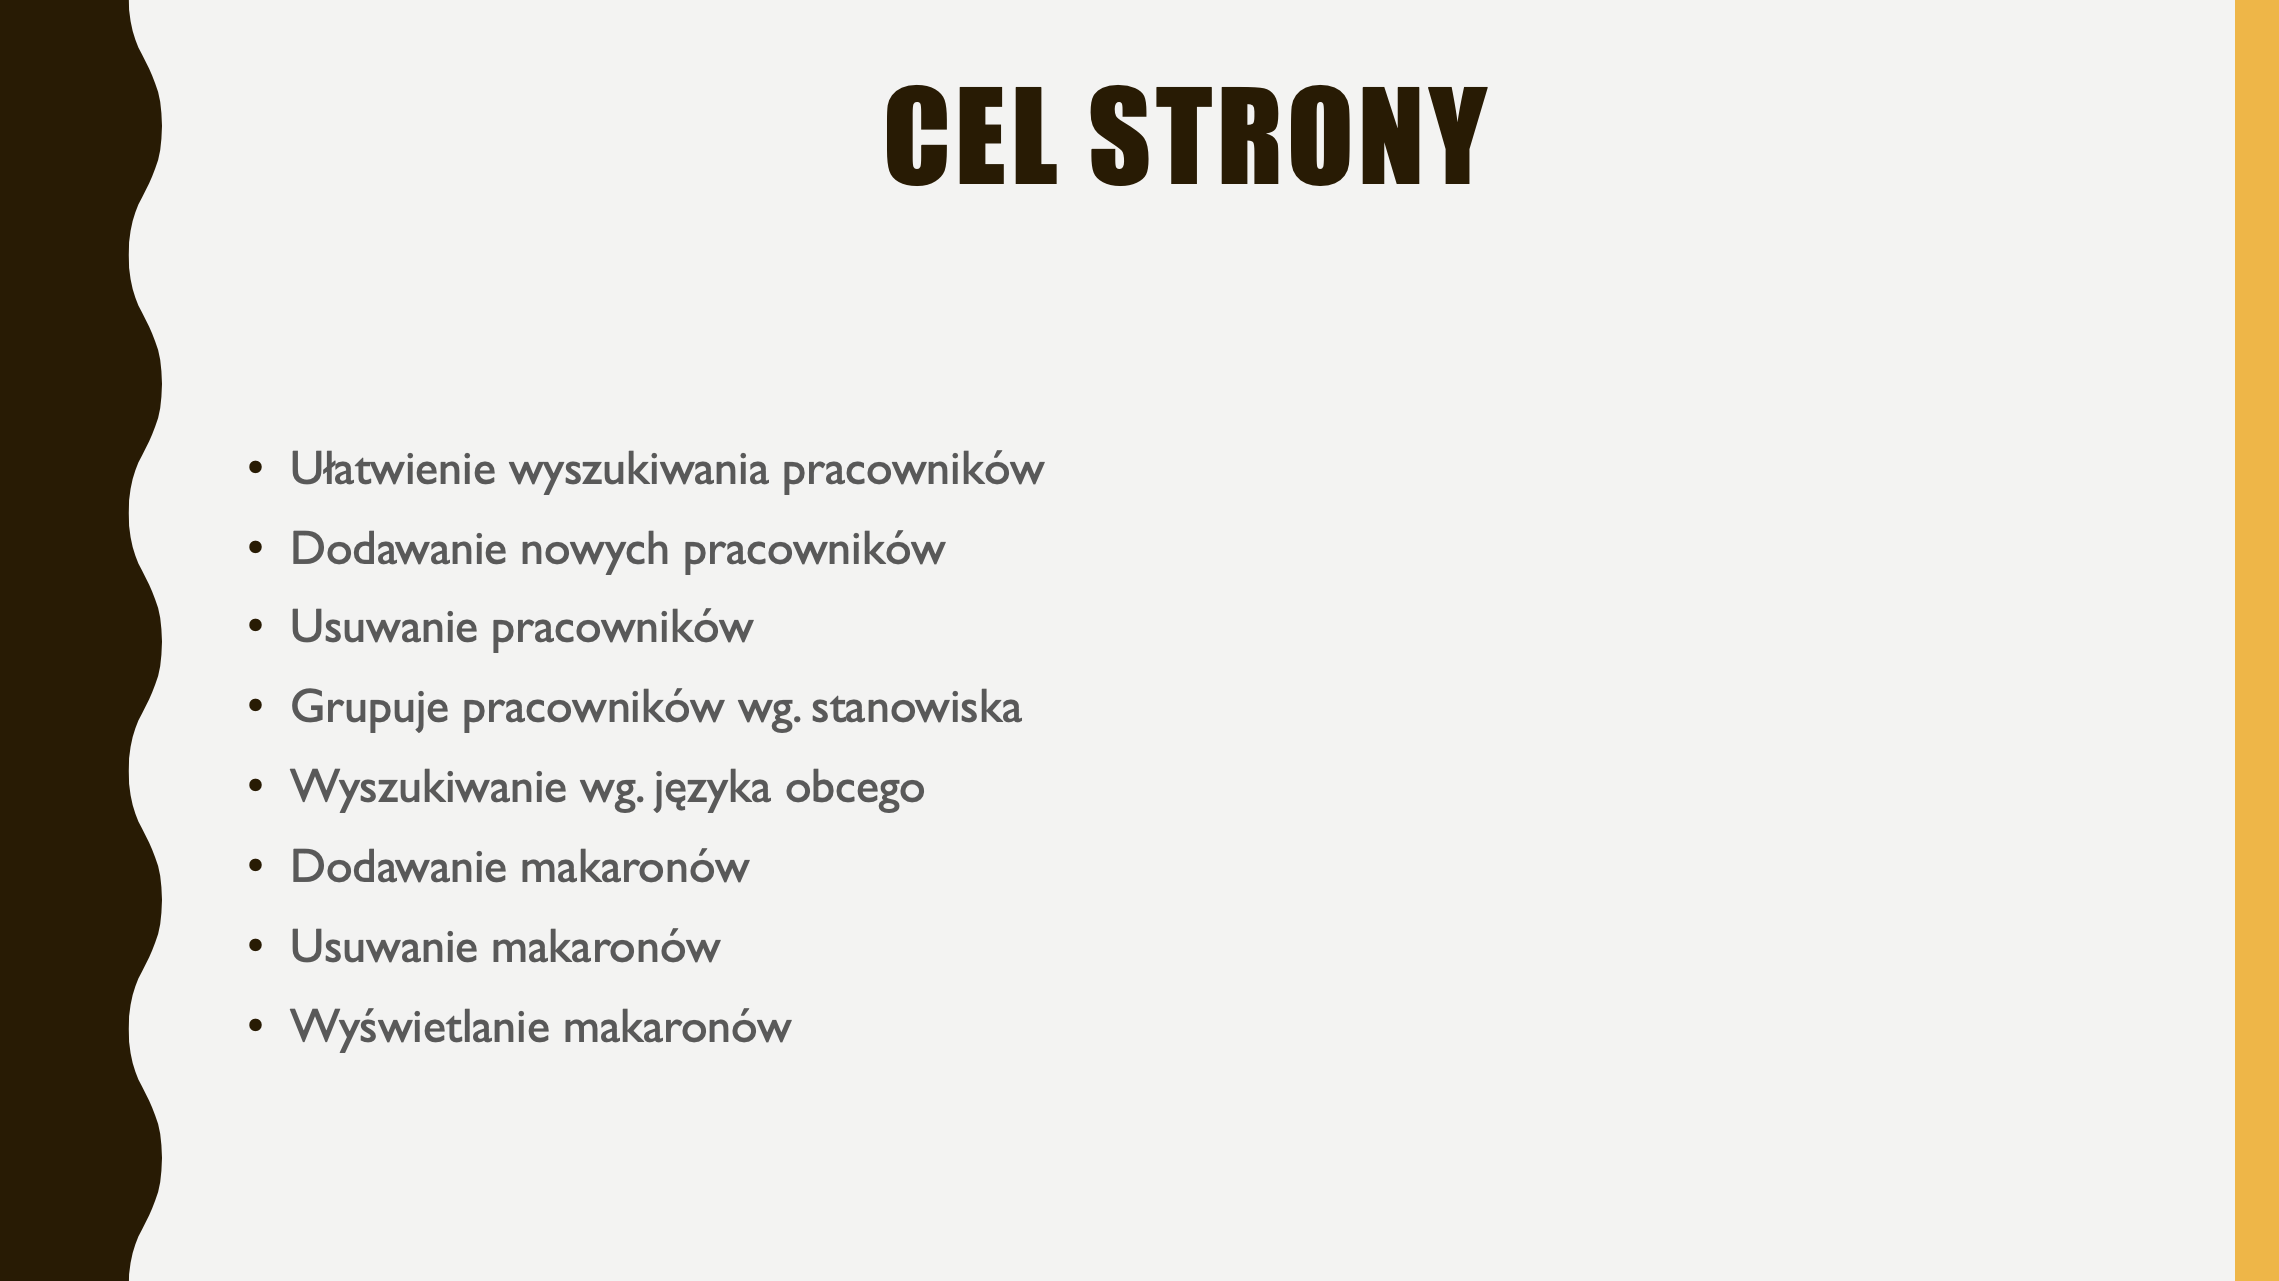 CEL STRONY
• Ułatwienie wyszukiwania pracowników
• Dodawanie nowych pracowników
• Usuwanie pracowników
• Grupuje pracowników wg. stanowiska
• Wyszukiwanie wg. języka obcego
• Dodawanie makaronów
• Usuwanie makaronów
• Wyświetlanie makaronów